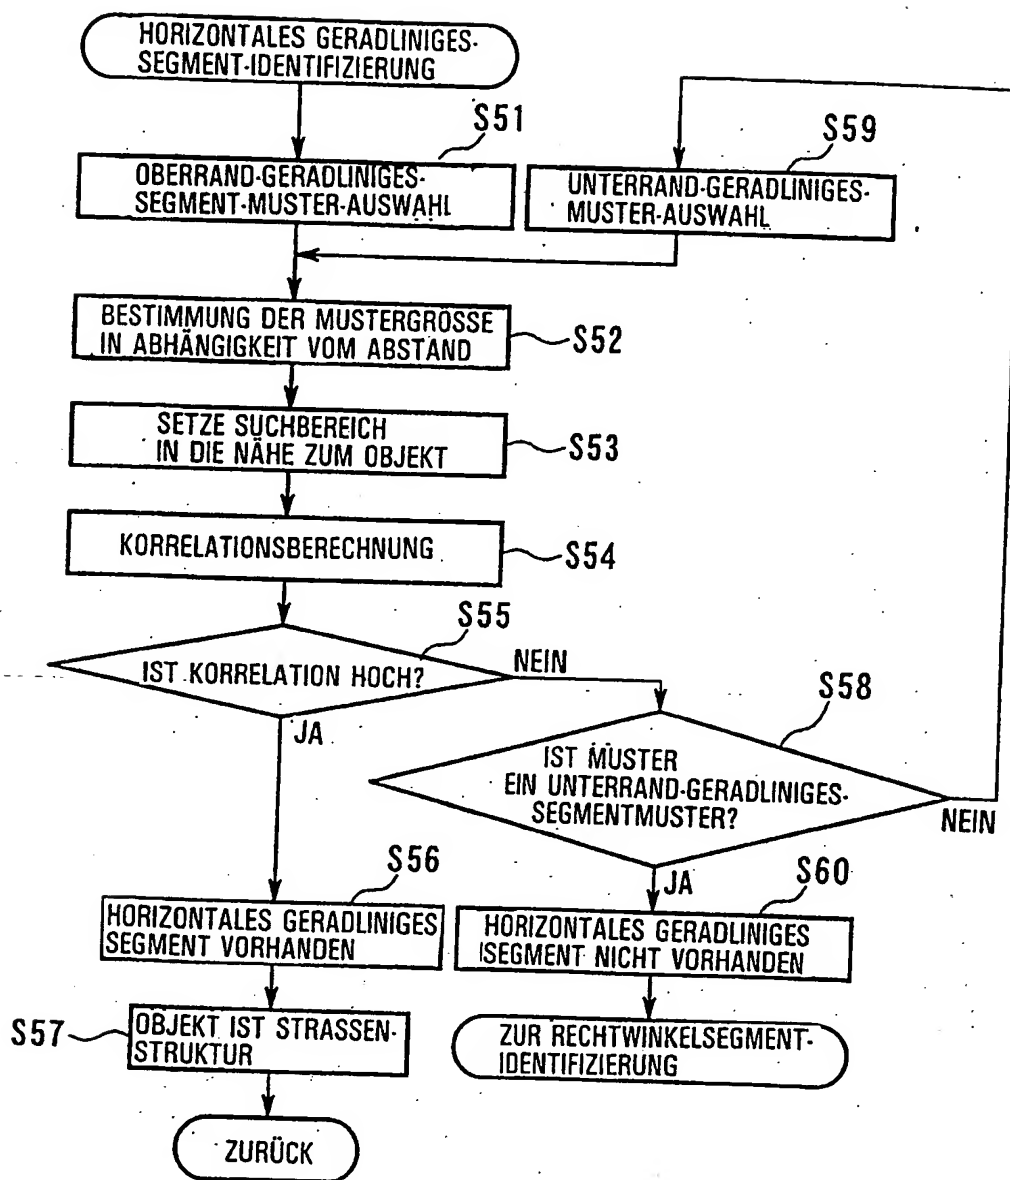 HORIZONTALES GERADLINIGES-
SEGMENT-IDENTIFIZIERUNG
S51
OBERRAND-GERADLINIGES-
SEGMENT-MUSTER-AUSWAHL
S59
UNTERRAND-GERADLINIGES-
MUSTER-AUSWAHL
BESTIMMUNG DER MUSTERGRÖSSE
IN ABHÄNGIGKEIT VOM ABSTAND
S52
SETZE SUCHBEREICH
IN DIE NÄHE ZUM OBJEKT
S53
KORRELATIONSBERECHNUNG
S54
S55
IST KORRELATION HOCH?
NEIN
JA
S58
IST MUSTER
EIN UNTERRAND-GERADLINIGES-
SEGMENTMUSTER?
NEIN
JA
S56
HORIZONTALES GERADLINIGES
SEGMENT VORHANDEN
S60
HORIZONTALES GERADLINIGES
SEGMENT NICHT VORHANDEN
S57
OBJEKT IST STRASSEN-
STRUKTUR
ZUR RECHTWINKELSEGMENT-
IDENTIFIZIERUNG
ZURÜCK